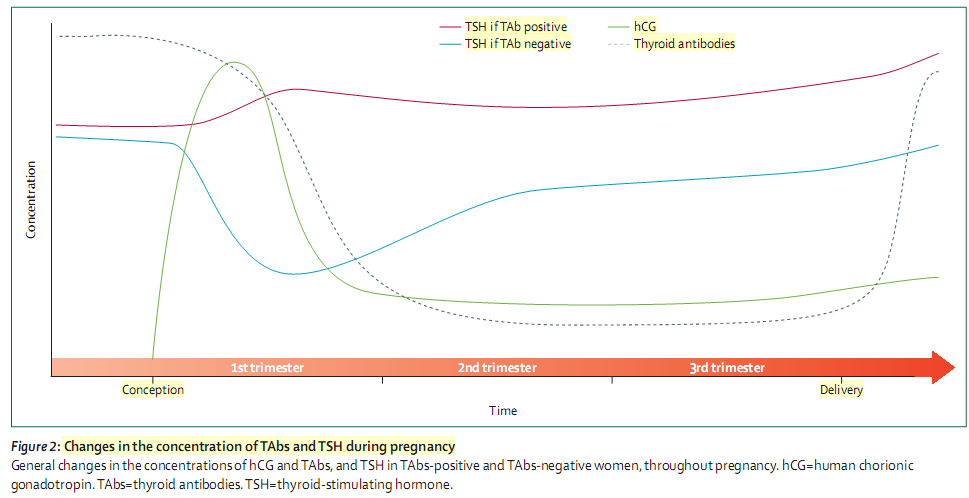 TSH if TAb positive
hCG
TSH if TAb negative
Thyroid antibodies
Concentration
1st trimester
2nd trimester
3rd trimester
Conception
Delivery
Time
Figure 2: Changes in the concentration of TAbs and TSH during pregnancy
General changes in the concentrations of hCG and TAbs, and TSH in TAbs-positive and TAbs-negative women, throughout pregnancy. hCG=human chorionic
gonadotropin. TAbs=thyroid antibodies. TSH=thyroid-stimulating hormone.